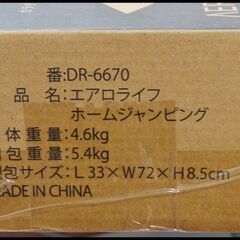 番:DR-6670
品 名:エアロライフ
ホームジャンピング
体重量:4.6kg
包重量:5.4kg
包サイズ:L 33×W72×H8.5cm
ADE IN CHINA